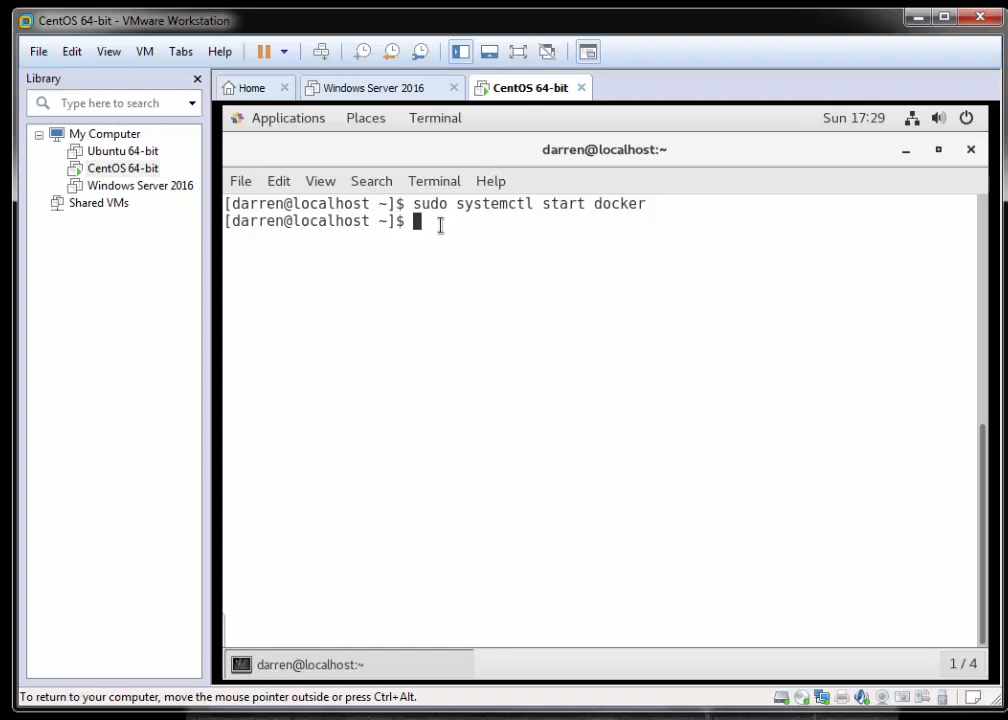 CentOS 64-bit - VMware Workstation
File Edit View VM Tabs Help
Library
Type here to search
My Computer
Ubuntu 64-bit
CentOS 64-bit
Windows Server 2016
Shared VMs
Home Windows Server 2016 CentOS 64-bit
Applications Places Terminal Sun 17:29
darren@localhost:~
File Edit View Search Terminal Help
[darren@localhost ~]$ sudo systemctl start docker
[darren@localhost ~]$
darren@localhost:~ 1 / 4
To return to your computer, move the mouse pointer outside or press Ctrl+Alt.